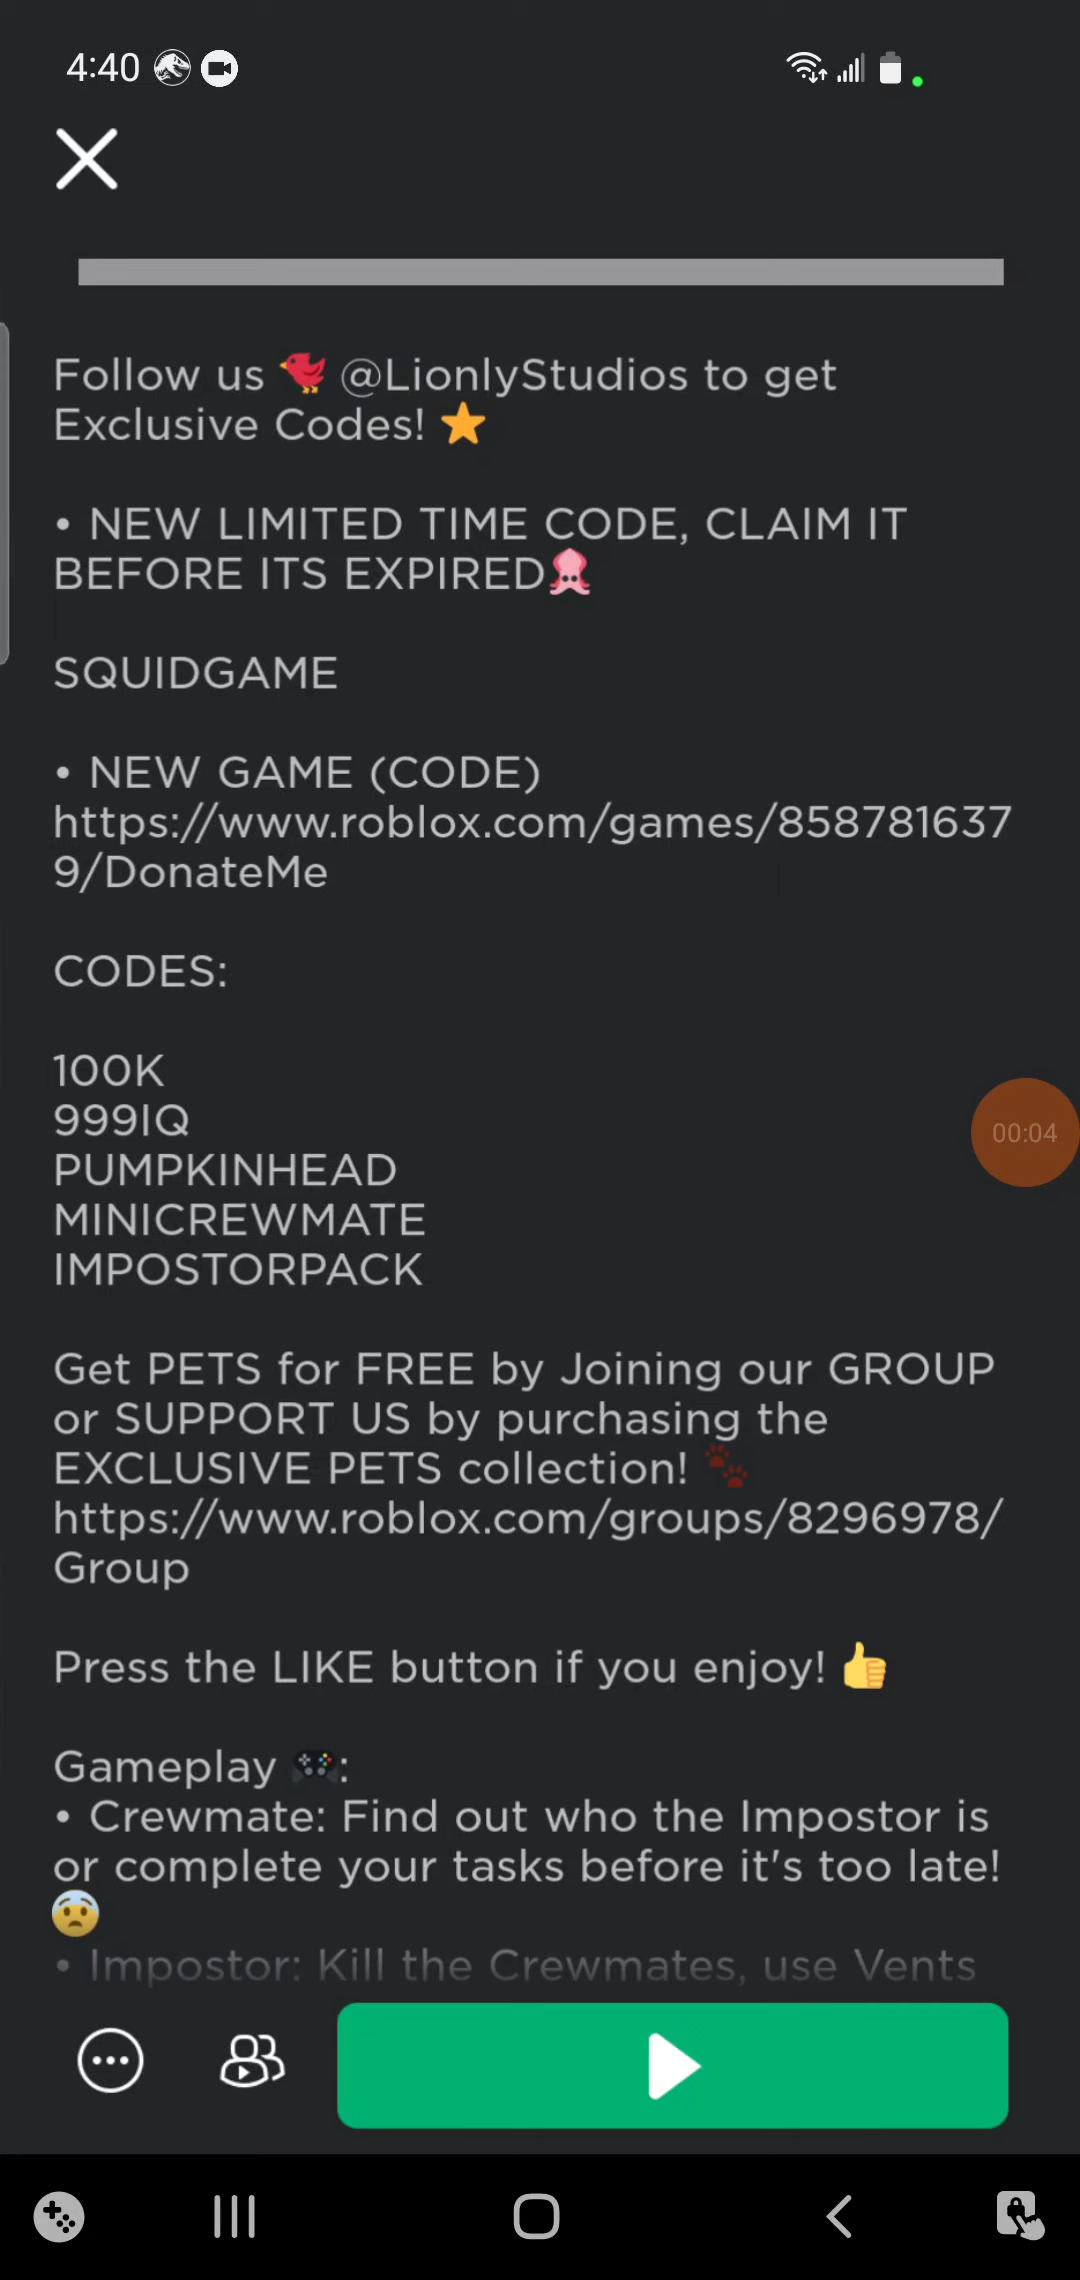 4:40
Follow us @LionlyStudios to get
Exclusive Codes!
• NEW LIMITED TIME CODE, CLAIM IT
BEFORE ITS EXPIRED
SQUIDGAME
• NEW GAME (CODE)
https://www.roblox.com/games/858781637
9/DonateMe
CODES:
100K
999IQ
PUMPKINHEAD
MINICREWMATE
IMPOSTORPACK
00:04
Get PETS for FREE by Joining our GROUP
or SUPPORT US by purchasing the
EXCLUSIVE PETS collection!
https://www.roblox.com/groups/8296978/
Group
Press the LIKE button if you enjoy!
Gameplay :
• Crewmate: Find out who the Impostor is
or complete your tasks before it's too late!
• Impostor: Kill the Crewmates, use Vents